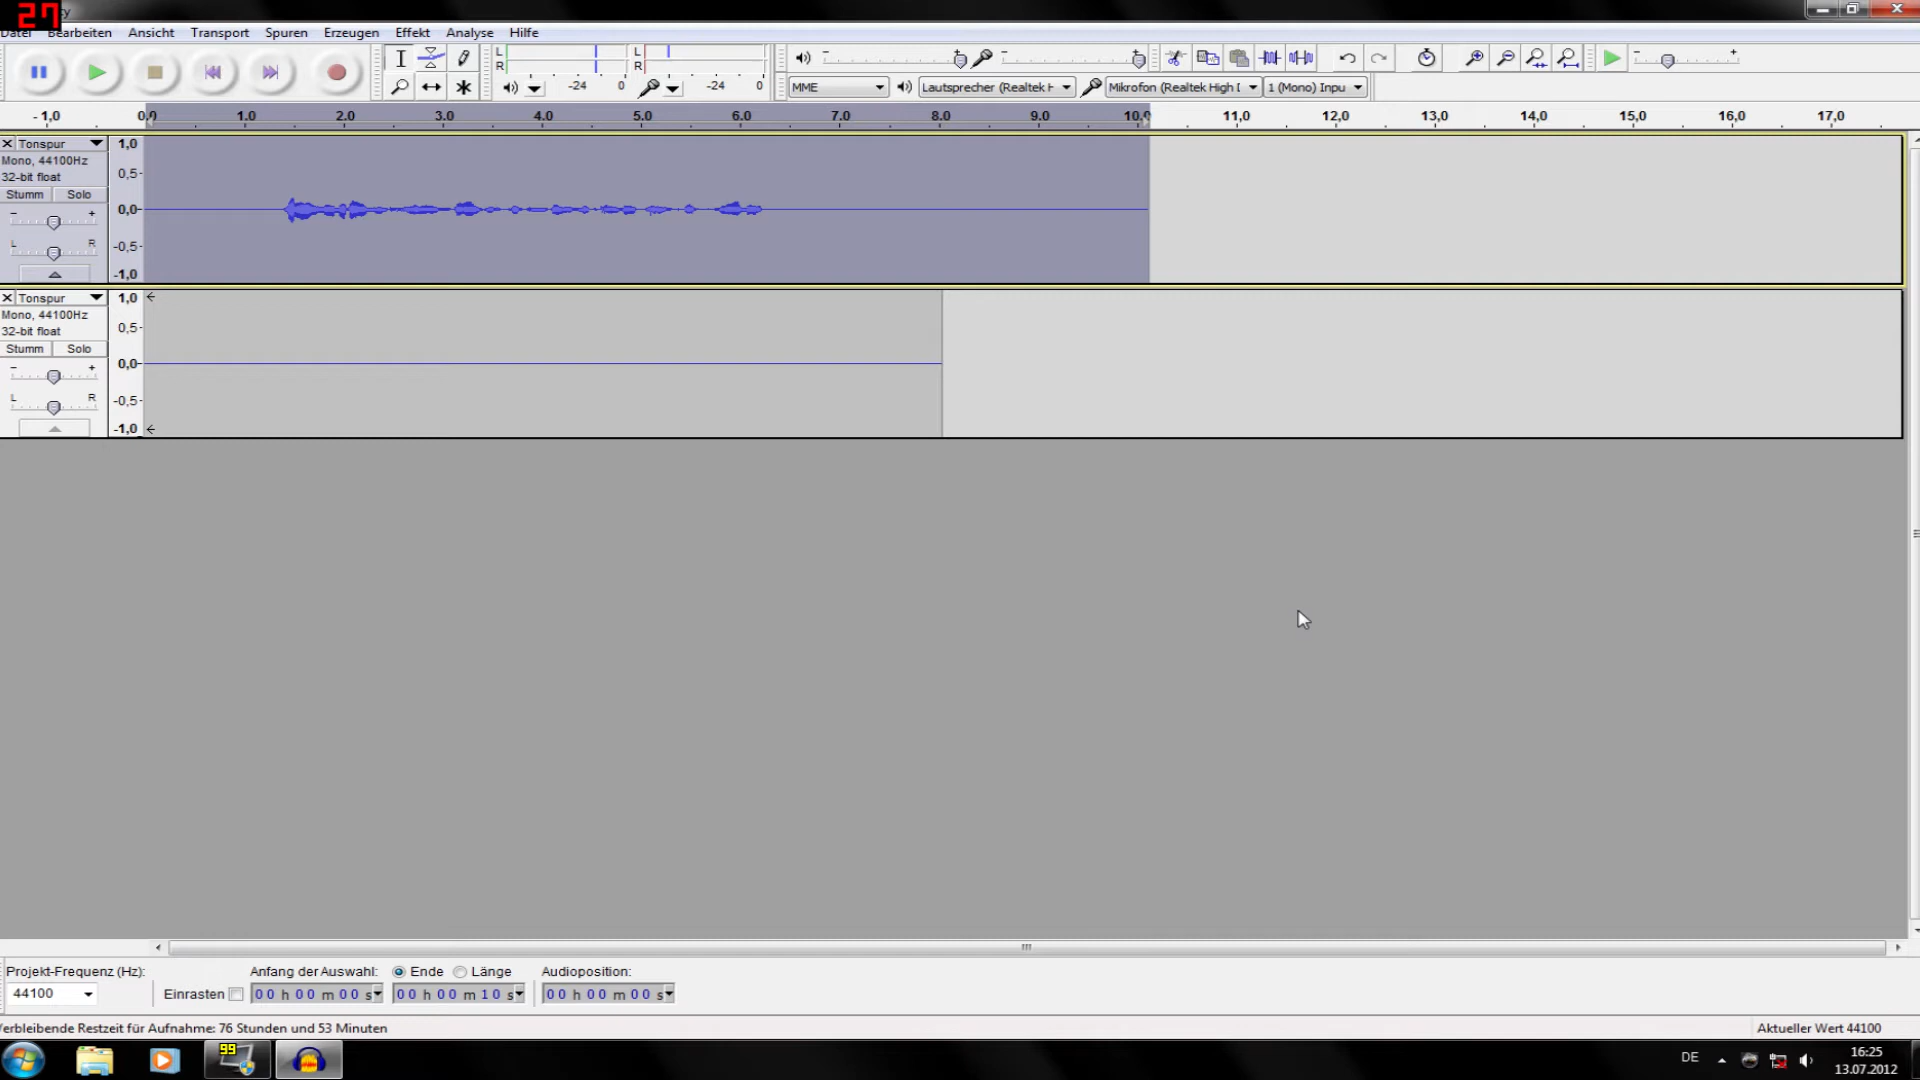 27
Datei Bearbeiten Ansicht Transport Spuren Erzeugen Effekt Analyse Hilfe
L R -24 0 L R -24 0
MME Lautsprecher (Realtek H Mikrofon (Realtek High D 1 (Mono) Inpu
- 1,0 0,0 1,0 2,0 3,0 4,0 5,0 6,0 7,0 8,0 9,0 10,0 11,0 12,0 13,0 14,0 15,0 16,0 17,0
Tonspur 1,0
Mono, 44100Hz
32-bit float 0,5-
Stumm Solo
- + 0,0-
L R -0,5-
-1,0
Tonspur 1,0
Mono, 44100Hz
32-bit float 0,5-
Stumm Solo
- + 0,0-
L R -0,5-
-1,0
Projekt-Frequenz (Hz): Anfang der Auswahl: Ende Länge Audioposition:
44100 Einrasten 00 h 00 m 00 s 00 h 00 m 10 s 00 h 00 m 00 s
Verbleibende Restzeit für Aufnahme: 76 Stunden und 53 Minuten Aktueller Wert 44100
99 DE 16:25
13.07.2012